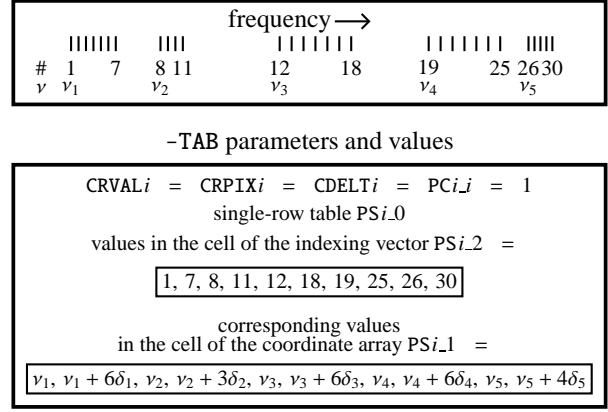 frequency →
# 1 7 8 11 12 18 19 25 26 30
ν ν₁ ν₂ ν₃ ν₄ ν₅
-TAB parameters and values
CRVALi = CRPIXi = CDELTi = PCi_i = 1
single-row table PSi_0
values in the cell of the indexing vector PSi_2 =
1, 7, 8, 11, 12, 18, 19, 25, 26, 30
corresponding values
in the cell of the coordinate array PSi_1 =
ν₁, ν₁ + 6δ₁, ν₂, ν₂ + 3δ₂, ν₃, ν₃ + 6δ₃, ν₄, ν₄ + 6δ₄, ν₅, ν₅ + 4δ₅